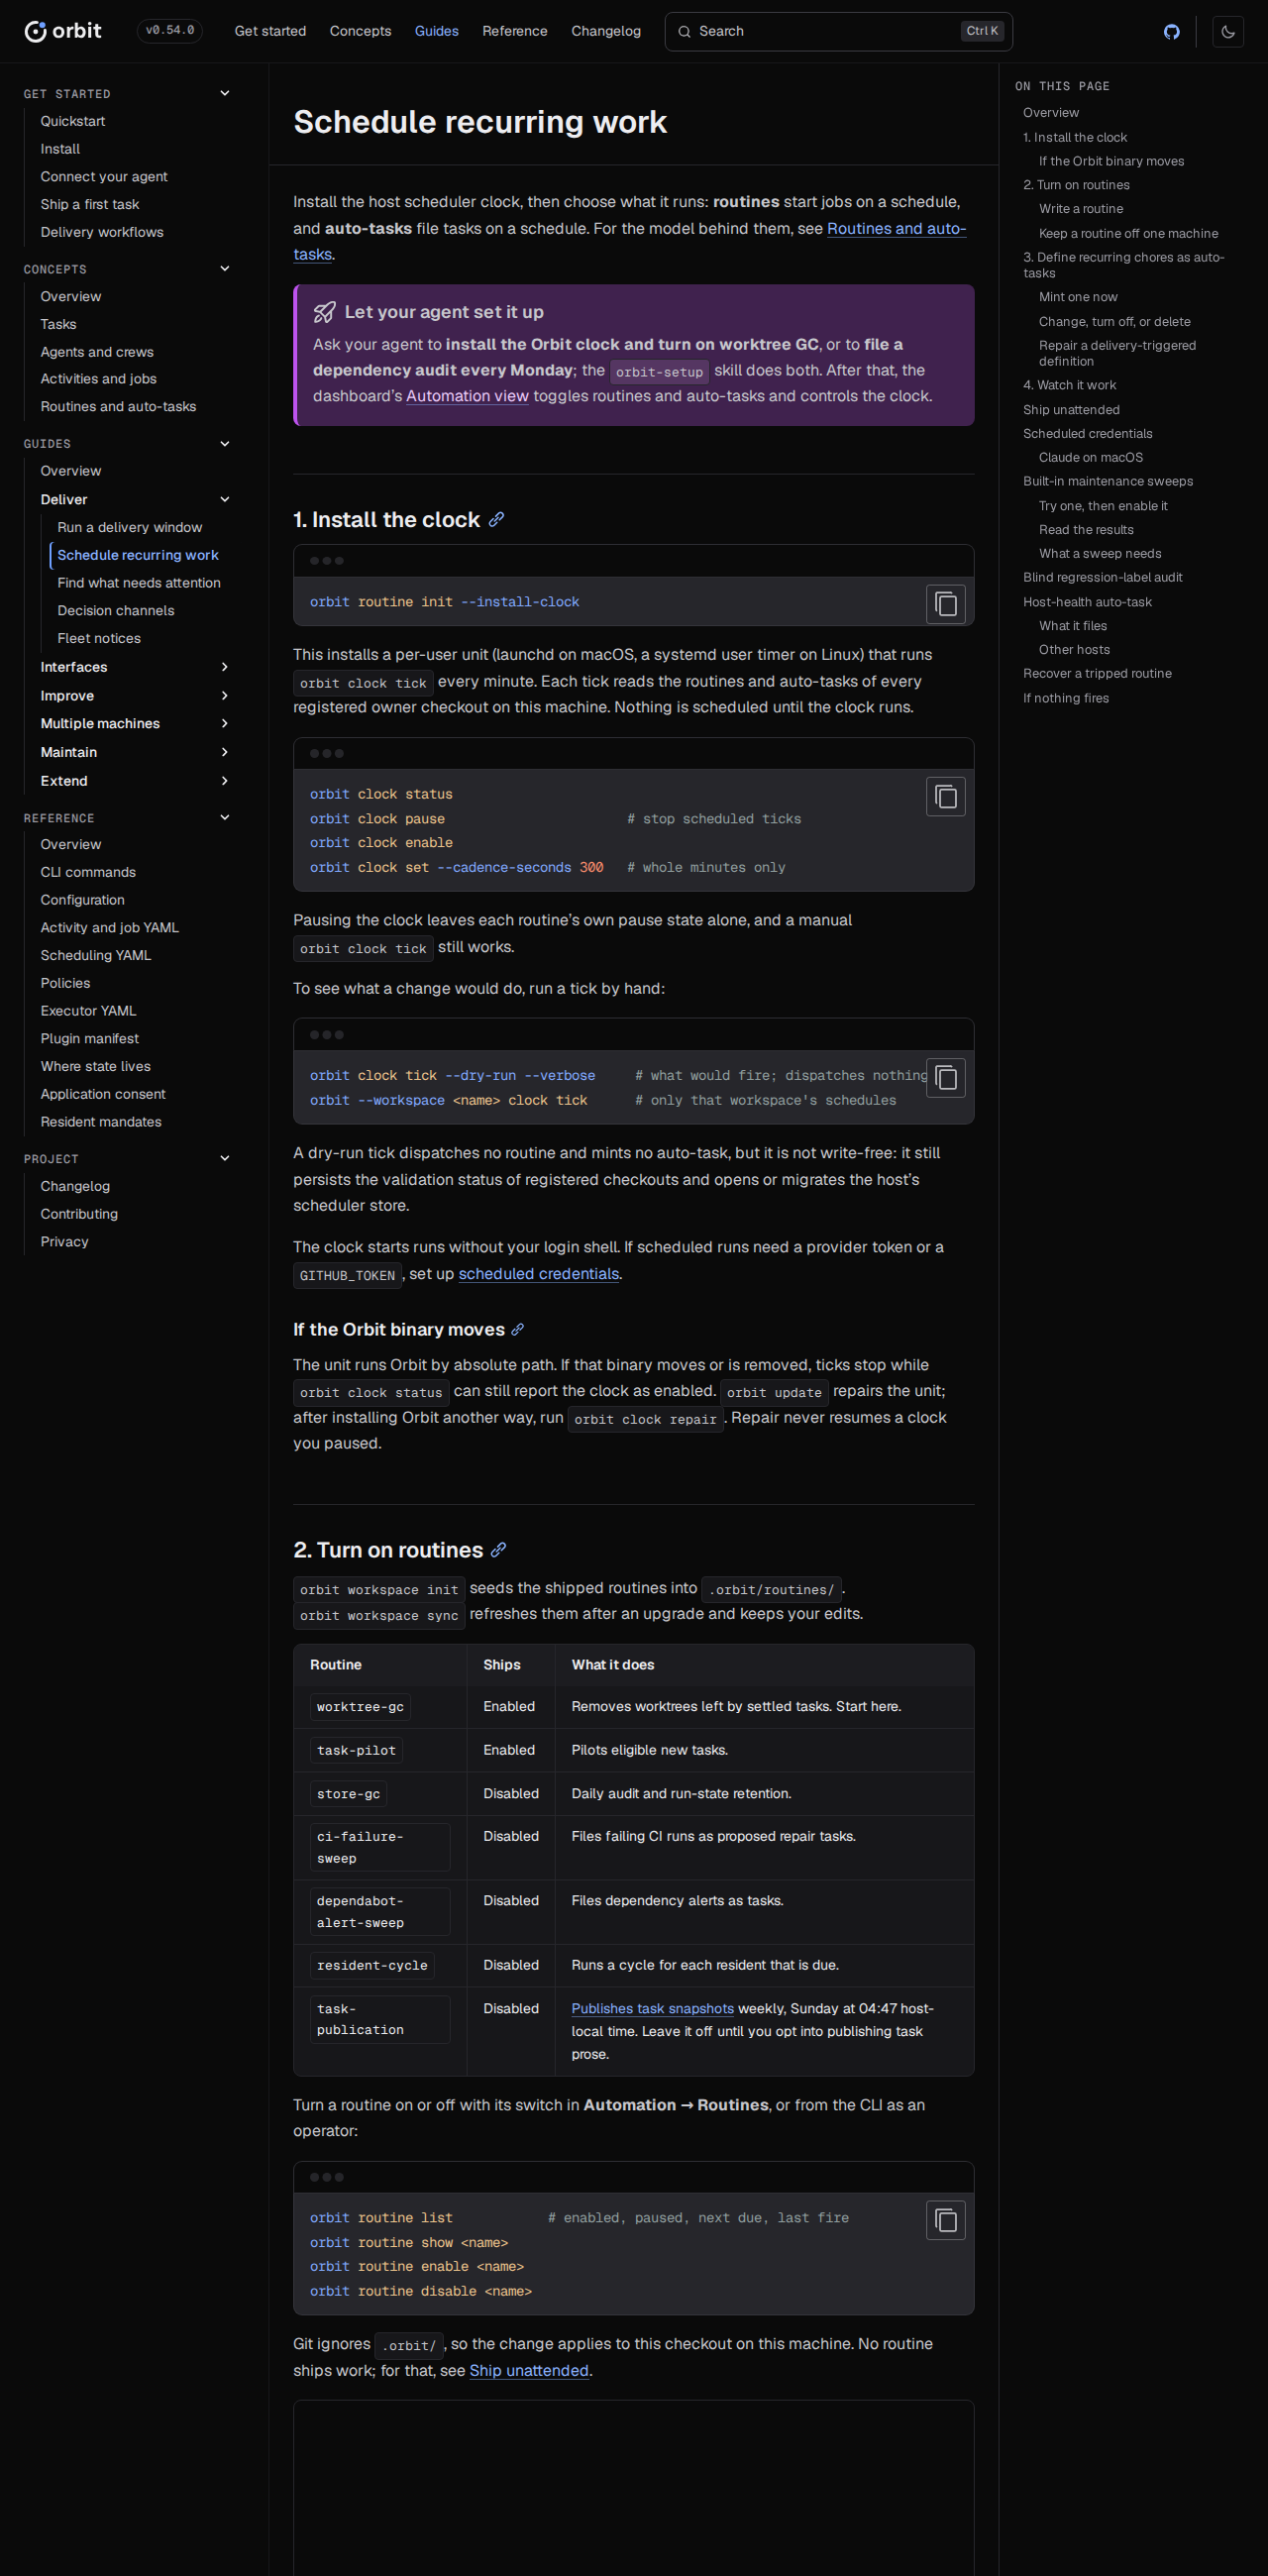 orbit
v0.54.0
Get started
Concepts
Guides
Reference
Changelog
Search
Ctrl K
GET STARTED
Quickstart
Install
Connect your agent
Ship a first task
Delivery workflows
CONCEPTS
Overview
Tasks
Agents and crews
Activities and jobs
Routines and auto-tasks
GUIDES
Overview
Deliver
Run a delivery window
Schedule recurring work
Find what needs attention
Decision channels
Fleet notices
Interfaces
Improve
Multiple machines
Maintain
Extend
REFERENCE
Overview
CLI commands
Configuration
Activity and job YAML
Scheduling YAML
Policies
Executor YAML
Plugin manifest
Where state lives
Application consent
Resident mandates
PROJECT
Changelog
Contributing
Privacy
Schedule recurring work
Install the host scheduler clock, then choose what it runs: routines start jobs on a schedule,
and auto-tasks file tasks on a schedule. For the model behind them, see Routines and auto-
tasks.
Let your agent set it up
Ask your agent to install the Orbit clock and turn on worktree GC, or to file a
dependency audit every Monday; the orbit-setup skill does both. After that, the
dashboard’s Automation view toggles routines and auto-tasks and controls the clock.
1. Install the clock
orbit routine init --install-clock
This installs a per-user unit (launchd on macOS, a systemd user timer on Linux) that runs
orbit clock tick every minute. Each tick reads the routines and auto-tasks of every
registered owner checkout on this machine. Nothing is scheduled until the clock runs.
orbit clock status
orbit clock pause # stop scheduled ticks
orbit clock enable
orbit clock set --cadence-seconds 300 # whole minutes only
Pausing the clock leaves each routine’s own pause state alone, and a manual
orbit clock tick still works.
To see what a change would do, run a tick by hand:
orbit clock tick --dry-run --verbose # what would fire; dispatches nothing
orbit --workspace <name> clock tick # only that workspace's schedules
A dry-run tick dispatches no routine and mints no auto-task, but it is not write-free: it still
persists the validation status of registered checkouts and opens or migrates the host’s
scheduler store.
The clock starts runs without your login shell. If scheduled runs need a provider token or a
GITHUB_TOKEN, set up scheduled credentials.
If the Orbit binary moves
The unit runs Orbit by absolute path. If that binary moves or is removed, ticks stop while
orbit clock status can still report the clock as enabled. orbit update repairs the unit;
after installing Orbit another way, run orbit clock repair. Repair never resumes a clock
you paused.
2. Turn on routines
orbit workspace init seeds the shipped routines into .orbit/routines/.
orbit workspace sync refreshes them after an upgrade and keeps your edits.
Routine Ships What it does
worktree-gc Enabled Removes worktrees left by settled tasks. Start here.
task-pilot Enabled Pilots eligible new tasks.
store-gc Disabled Daily audit and run-state retention.
ci-failure- Disabled Files failing CI runs as proposed repair tasks.
sweep
dependabot- Disabled Files dependency alerts as tasks.
alert-sweep
resident-cycle Disabled Runs a cycle for each resident that is due.
task- Disabled Publishes task snapshots weekly, Sunday at 04:47 host-
publication local time. Leave it off until you opt into publishing task
prose.
Turn a routine on or off with its switch in Automation → Routines, or from the CLI as an
operator:
orbit routine list # enabled, paused, next due, last fire
orbit routine show <name>
orbit routine enable <name>
orbit routine disable <name>
Git ignores .orbit/, so the change applies to this checkout on this machine. No routine
ships work; for that, see Ship unattended.
ON THIS PAGE
Overview
1. Install the clock
If the Orbit binary moves
2. Turn on routines
Write a routine
Keep a routine off one machine
3. Define recurring chores as auto-
tasks
Mint one now
Change, turn off, or delete
Repair a delivery-triggered
definition
4. Watch it work
Ship unattended
Scheduled credentials
Claude on macOS
Built-in maintenance sweeps
Try one, then enable it
Read the results
What a sweep needs
Blind regression-label audit
Host-health auto-task
What it files
Other hosts
Recover a tripped routine
If nothing fires